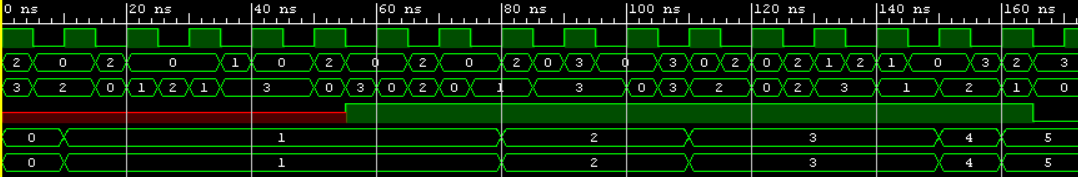 0 ns 20 ns 40 ns 60 ns 80 ns 100 ns 120 ns 140 ns 160 ns
2 0 2 0 1 0 2 0 2 0 2 0 3 0 3 0 2 0 2 1 2 1 0 3 2 3
3 2 0 1 2 1 3 0 3 0 2 0 1 3 0 3 2 0 2 3 1 2 1 0
0 1 2 3 4 5
0 1 2 3 4 5